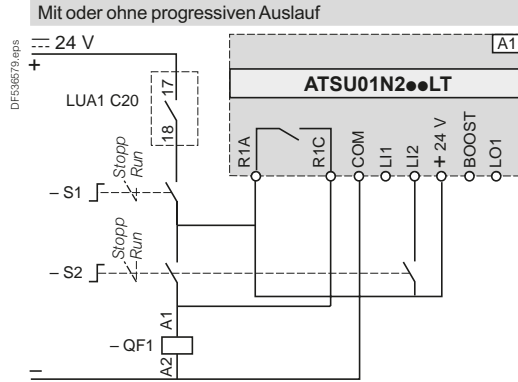 Mit oder ohne progressiven Auslauf
DF536579.eps
24 V
+
A1
ATSU01N2●●LT
17
LUA1 C20
18
R1A
R1C
COM
LI1
LI2
+ 24 V
BOOST
LO1
Stopp
Run
– S1
Stopp
Run
– S2
A1
– QF1
A2
–